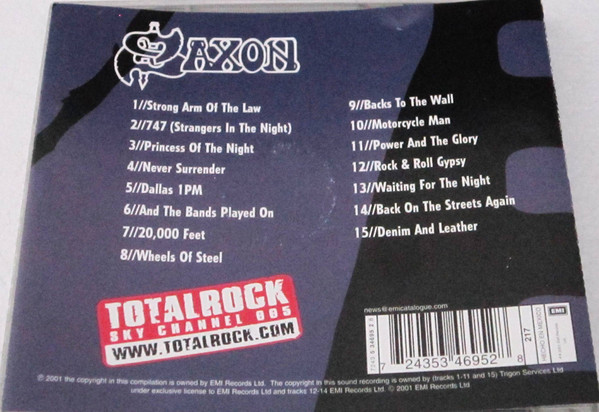 SAXON
1//Strong Arm Of The Law
2//747 (Strangers In The Night)
3//Princess Of The Night
4//Never Surrender
5//Dallas 1PM
6//And The Bands Played On
7//20,000 Feet
8//Wheels Of Steel
9//Backs To The Wall
10//Motorcycle Man
11//Power And The Glory
12//Rock & Roll Gypsy
13//Waiting For The Night
14//Back On The Streets Again
15//Denim And Leather
TOTALROCK
SKY CHANNEL 885
WWW.TOTALROCK.COM
news@emicatalogue.com
EMI
217
HECHO EN MEXICO
7 24353 46952 8
℗ 2001 the copyright in this compilation is owned by EMI Records Ltd. The copyright in this sound recording is owned by (tracks 1-11 and 15) Trigon Services Ltd
under exclusive license to EMI Records Ltd. and tracks 12-14 EMI Records Ltd. © 2001 EMI Records Ltd.